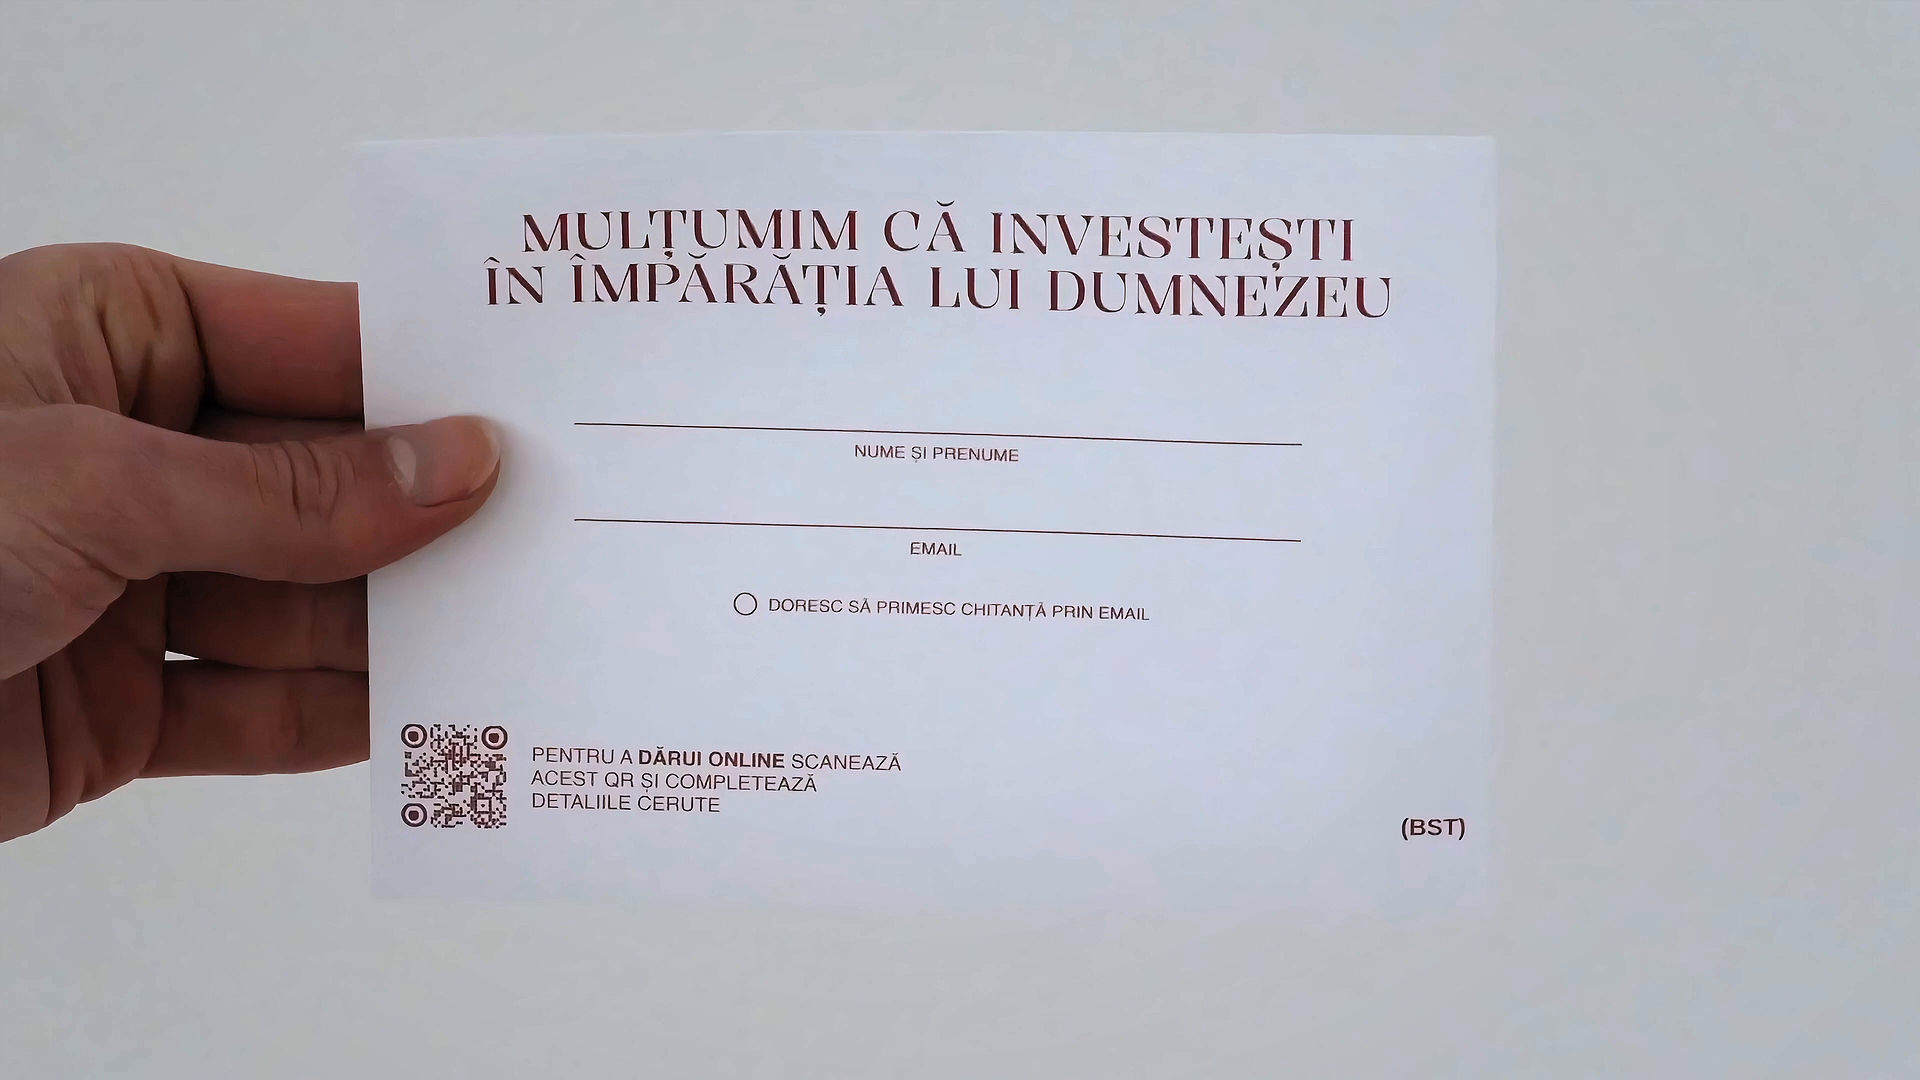 MULȚUMIM CĂ INVESTEȘTI
ÎN ÎMPĂRĂȚIA LUI DUMNEZEU
NUME ȘI PRENUME
EMAIL
DORESC SĂ PRIMESC CHITANȚĂ PRIN EMAIL
PENTRU A DĂRUI ONLINE SCANEAZĂ
ACEST QR ȘI COMPLETEAZĂ
DETALIILE CERUTE
(BST)